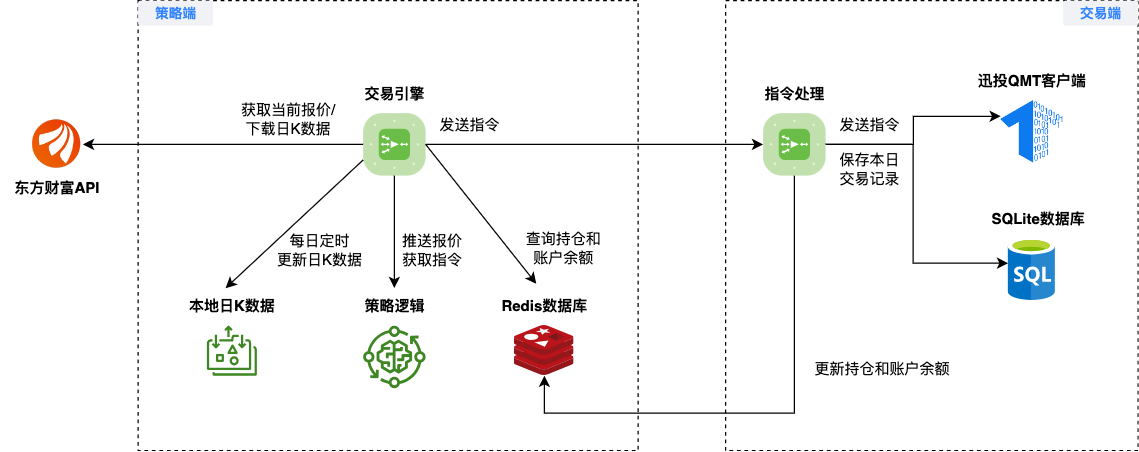 策略端
交易端
交易引擎
指令处理
迅投QMT客户端
获取当前报价/
下载日K数据
发送指令
发送指令
保存本日
交易记录
东方财富API
SQLite数据库
SQL
每日定时
更新日K数据
推送报价
获取指令
查询持仓和
账户余额
本地日K数据
策略逻辑
Redis数据库
更新持仓和账户余额